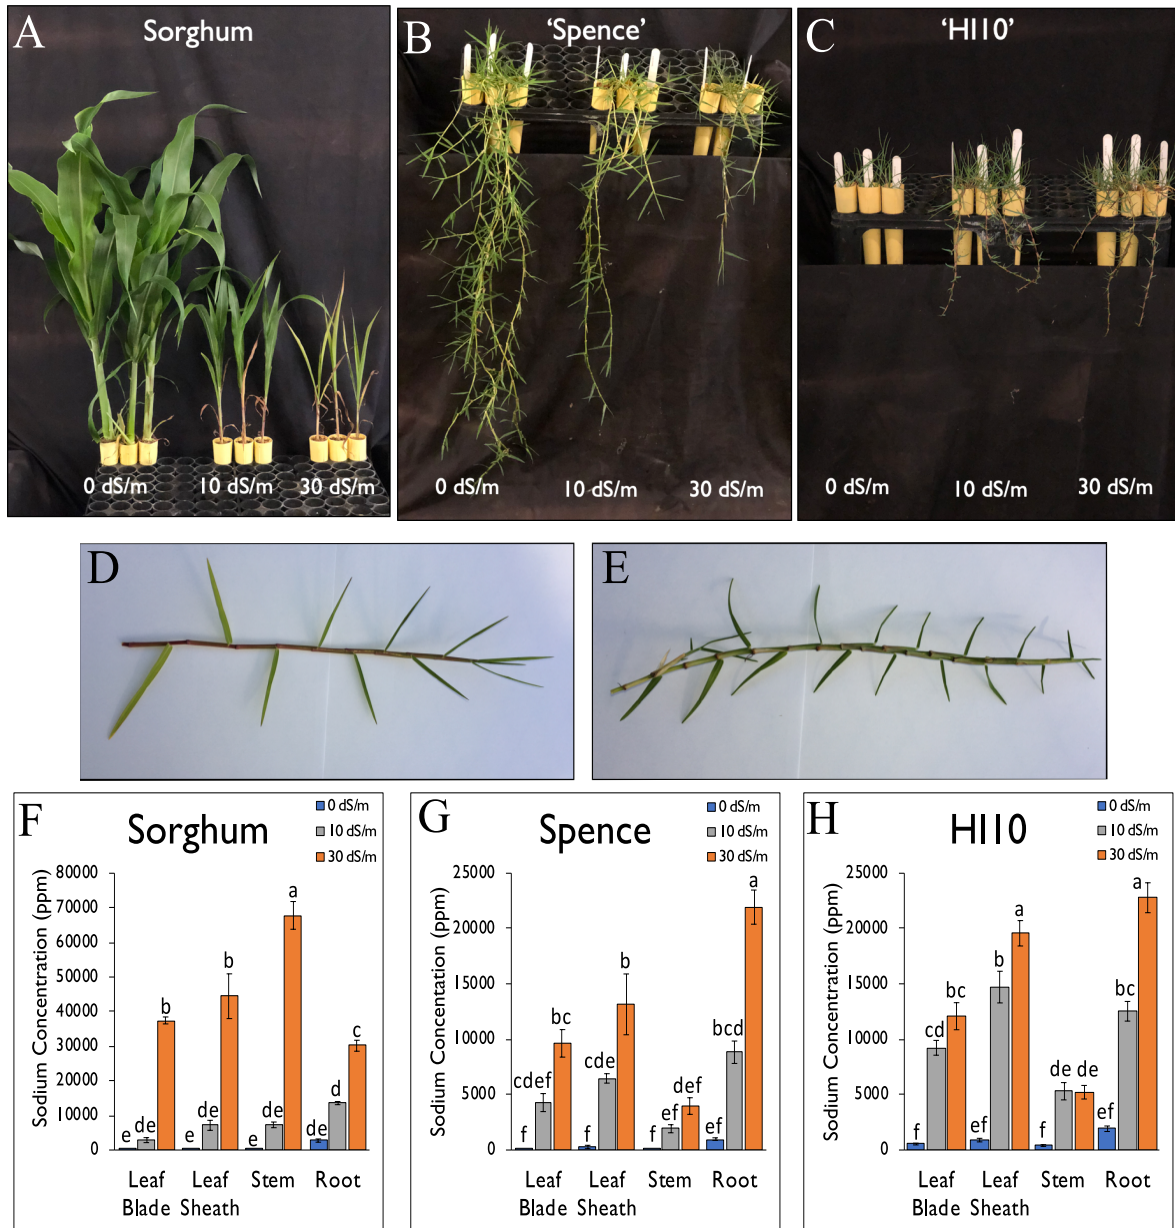 A
Sorghum
0 dS/m
10 dS/m
30 dS/m
B
'Spence'
0 dS/m
10 dS/m
30 dS/m
C
'HI10'
0 dS/m
10 dS/m
30 dS/m
D
E
F
Sorghum
0 dS/m
10 dS/m
30 dS/m
Sodium Concentration (ppm)
80000
70000
60000
50000
40000
30000
20000
10000
0
e de b
e de b
e de a
de d c
Leaf Blade
Leaf Sheath
Stem
Root
G
Spence
0 dS/m
10 dS/m
30 dS/m
Sodium Concentation (ppm)
25000
20000
15000
10000
5000
0
f cdef bc
f cde b
f ef def
f bcd a
Leaf Blade
Leaf Sheath
Stem
Root
H
HI10
0 dS/m
10 dS/m
30 dS/m
Sodium Concentration (ppm)
25000
20000
15000
10000
5000
0
f cd bc
ef b a
f de de
ef bc a
Leaf Blade
Leaf Sheath
Stem
Root